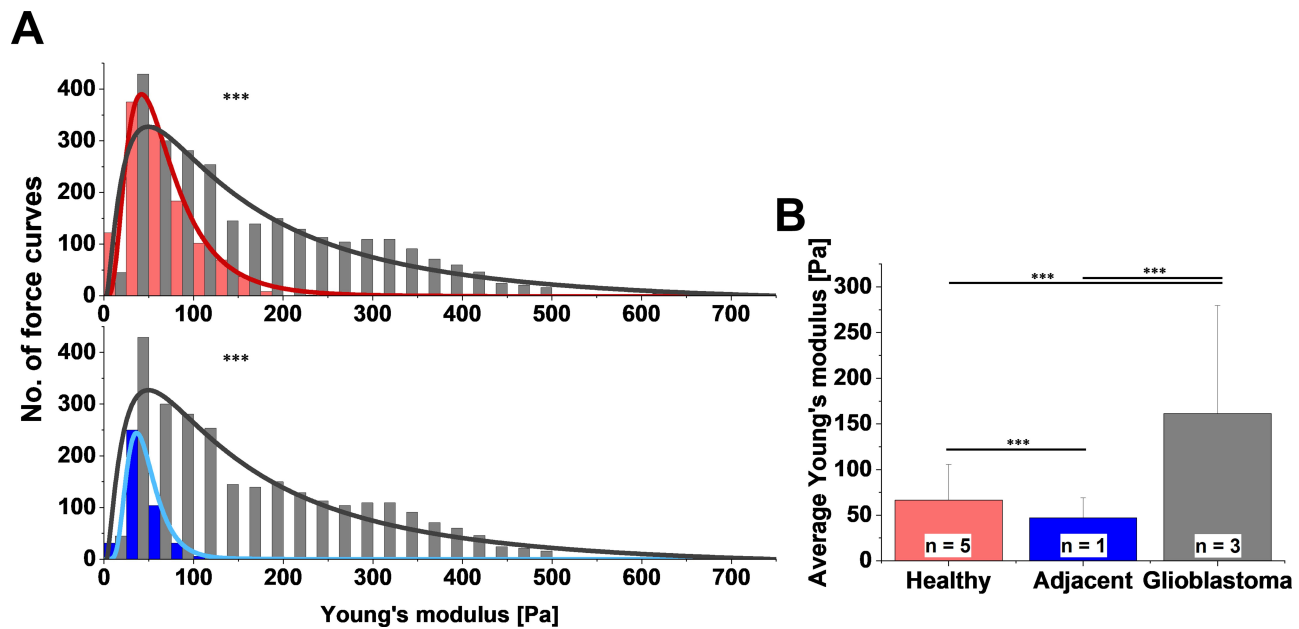 A
No. of force curves
400
300
200
100
0
***
0 100 200 300 400 500 600 700
400
300
200
100
0
***
0 100 200 300 400 500 600 700
Young's modulus [Pa]
B
Average Young's modulus [Pa]
300
250
200
150
100
50
0
***
***
***
n = 5
n = 1
n = 3
Healthy Adjacent Glioblastoma